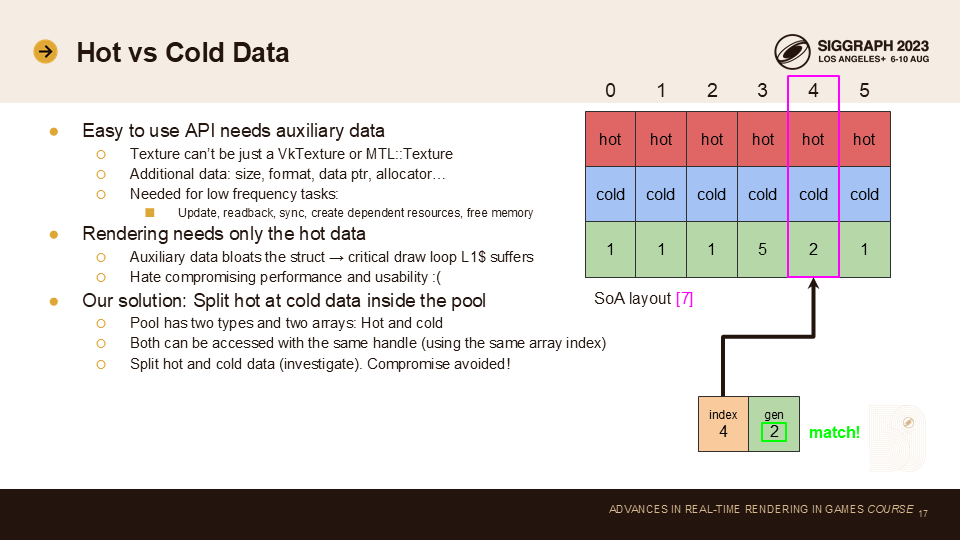 Hot vs Cold Data
SIGGRAPH 2023
LOS ANGELES+ 6-10 AUG
● Easy to use API needs auxiliary data
○ Texture can't be just a VkTexture or MTL::Texture
○ Additional data: size, format, data ptr, allocator…
○ Needed for low frequency tasks:
■ Update, readback, sync, create dependent resources, free memory
● Rendering needs only the hot data
○ Auxiliary data bloats the struct → critical draw loop L1$ suffers
○ Hate compromising performance and usability :(
● Our solution: Split hot at cold data inside the pool
○ Pool has two types and two arrays: Hot and cold
○ Both can be accessed with the same handle (using the same array index)
○ Split hot and cold data (investigate). Compromise avoided!
0 1 2 3 4 5
hot hot hot hot hot hot
cold cold cold cold cold cold
1 1 1 5 2 1
SoA layout [7]
index gen
4 2
match!
ADVANCES IN REAL-TIME RENDERING IN GAMES COURSE 17